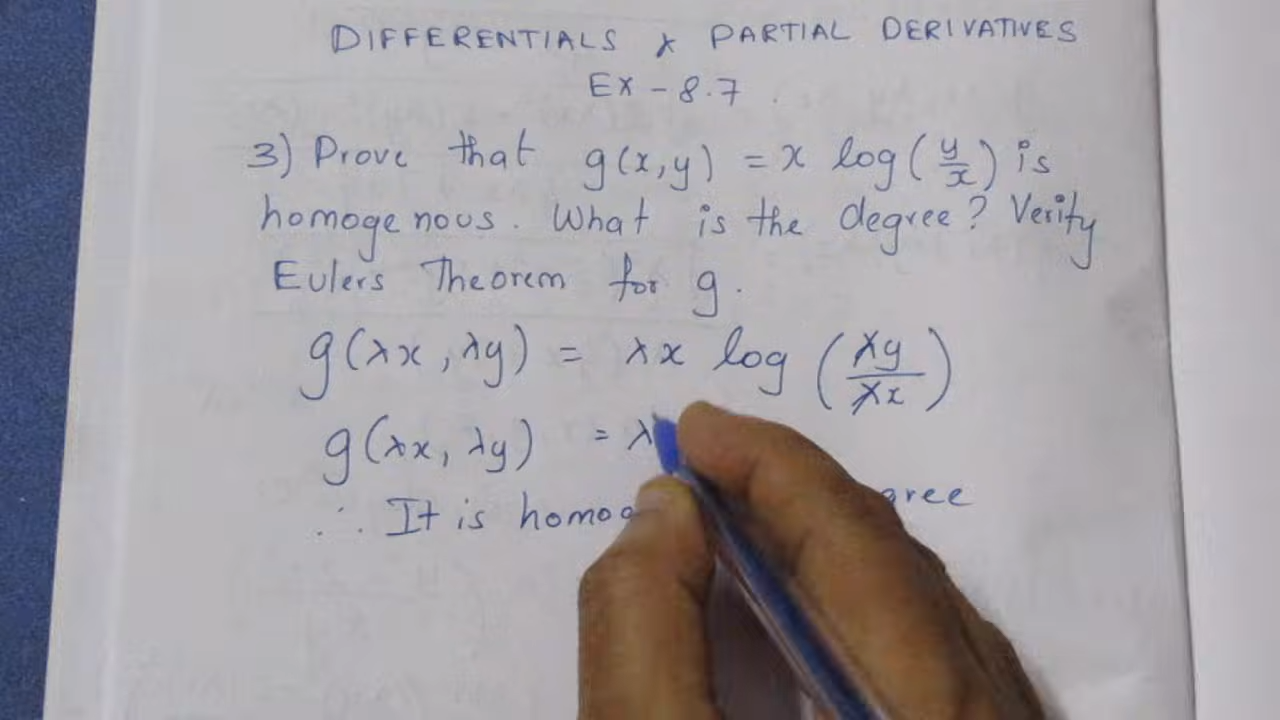 DIFFERENTIALS & PARTIAL DERIVATIVES
EX - 8.7
3) Prove that g(x,y) = x log(y/x) is
homogenous. What is the degree? Verify
Eulers Theorem for g.
g(λx, λy) = λx log (λy/λx)
g(λx, λy) = λ
∴ It is